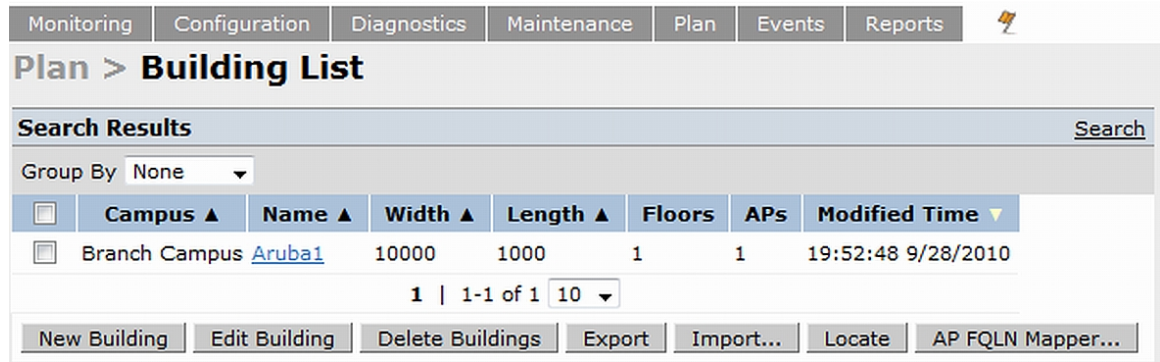 Monitoring Configuration Diagnostics Maintenance Plan Events Reports
Plan > Building List
Search Results Search
Group By None
Campus ▲ Name ▲ Width ▲ Length ▲ Floors APs Modified Time ▼
Branch Campus Aruba1 10000 1000 1 1 19:52:48 9/28/2010
1 | 1-1 of 1 10
New Building Edit Building Delete Buildings Export Import... Locate AP FQLN Mapper...